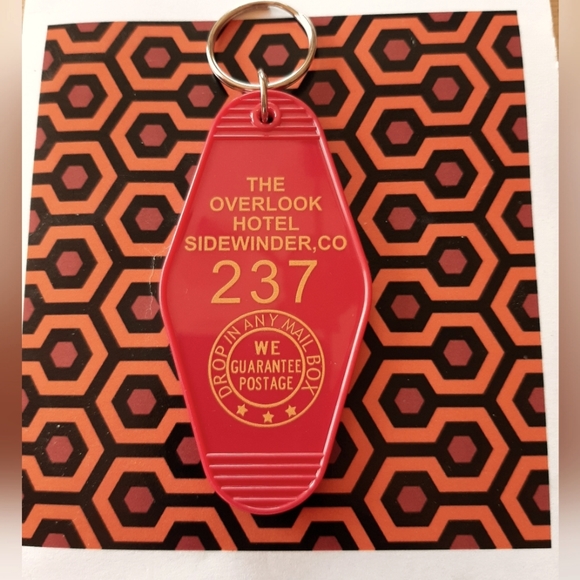 THE
OVERLOOK
HOTEL
SIDEWINDER,CO
237
DROP IN ANY MAIL BOX
WE
GUARANTEE
POSTAGE